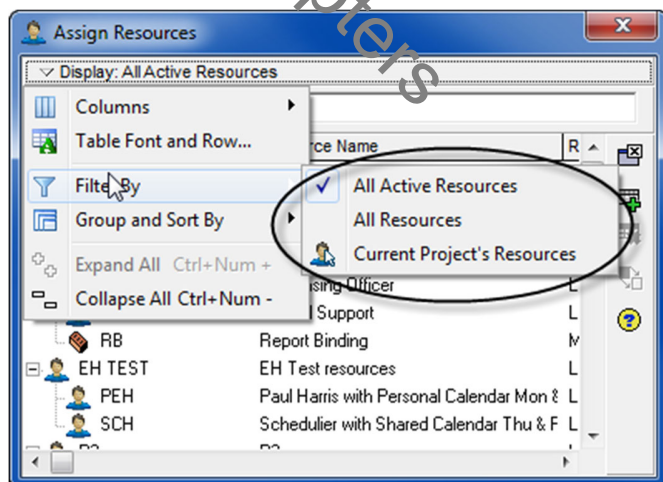 pters
Assign Resources
Display: All Active Resources
Columns
Table Font and Row...
rce Name R
Filter By
All Active Resources
Group and Sort By
All Resources
Current Project's Resources
Expand All Ctrl+Num +
sing Officer L
Collapse All Ctrl+Num -
l Support L
RB Report Binding M
EH TEST EH Test resources L
PEH Paul Harris with Personal Calendar Mon & L
SCH Schedulier with Shared Calendar Thu & F L